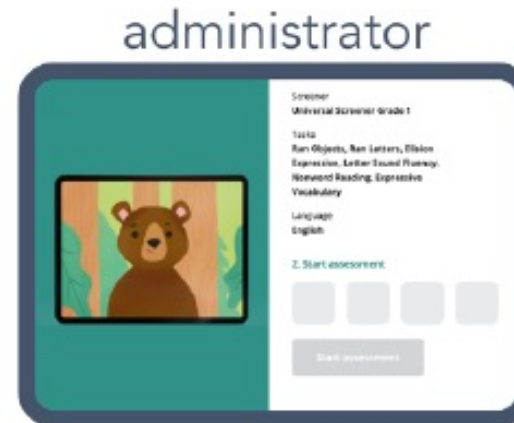 administrator
Screener
Universal Screener Grade 1
Tasks
Ran Objects, Ran Letters, Elision
Expressive, Letter Sound Fluency,
Nonword Reading, Expressive
Vocabulary
Language
English
2. Start assessment
Start assessment